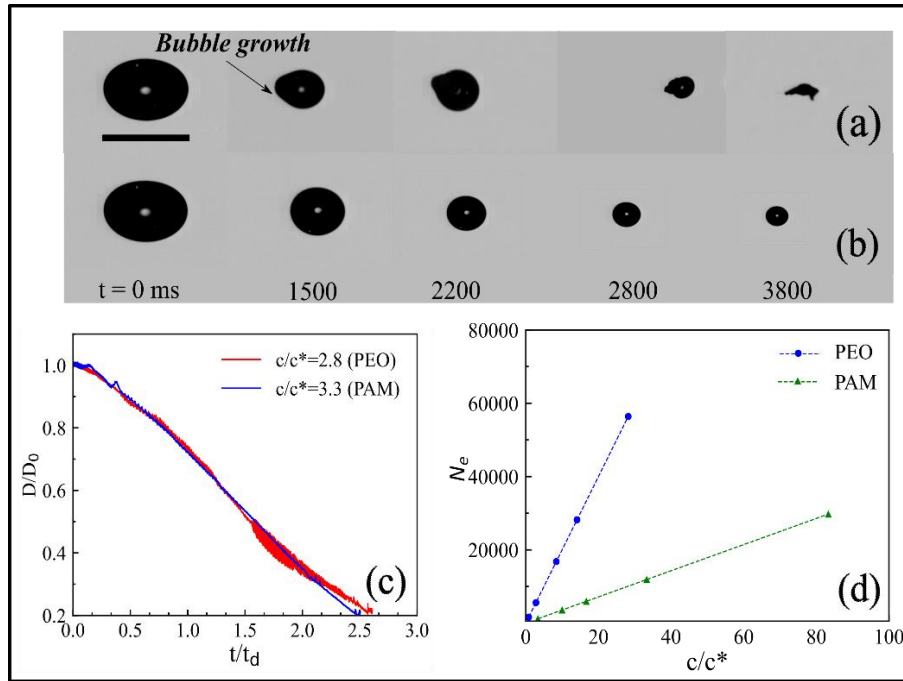 Bubble growth
(a)
(b)
t = 0 ms 1500 2200 2800 3800
1.0
0.8
0.6
0.4
0.2
D/D0
0.0 0.5 1.0 1.5 2.0 2.5 3.0
t/td
c/c*=2.8 (PEO)
c/c*=3.3 (PAM)
(c)
80000
60000
40000
20000
Ne
0 20 40 60 80 100
c/c*
PEO
PAM
(d)